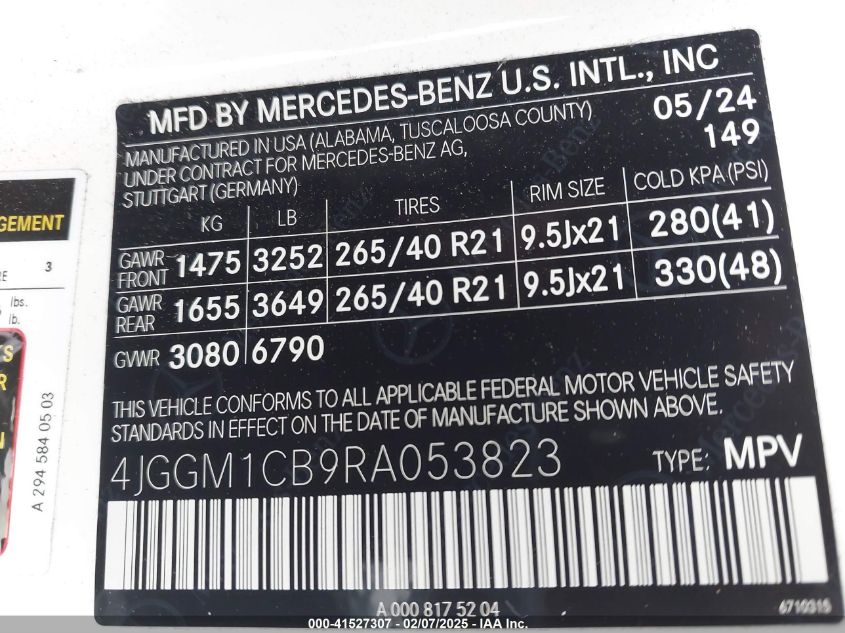 MFD BY MERCEDES-BENZ U.S. INTL., INC
MANUFACTURED IN USA (ALABAMA, TUSCALOOSA COUNTY)
UNDER CONTRACT FOR MERCEDES-BENZ AG,
STUTTGART (GERMANY)
05/24
149
KG LB TIRES RIM SIZE COLD KPA (PSI)
GAWR FRONT 1475 3252 265/40 R21 9.5Jx21 280(41)
GAWR REAR 1655 3649 265/40 R21 9.5Jx21 330(48)
GVWR 3080 6790
THIS VEHICLE CONFORMS TO ALL APPLICABLE FEDERAL MOTOR VEHICLE SAFETY
STANDARDS IN EFFECT ON THE DATE OF MANUFACTURE SHOWN ABOVE.
4JGGM1CB9RA053823 TYPE: MPV
A 000 817 52 04
6710315
GEMENT
3
lbs.
lb.
A 294 584 05 03
000-41527307 - 02/07/2025 - IAA Inc.